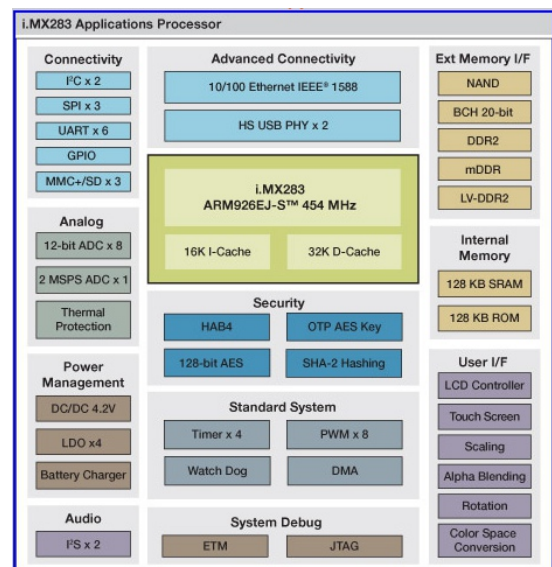 i.MX283 Applications Processor
Connectivity
I²C x 2
SPI x 3
UART x 6
GPIO
MMC+/SD x 3
Analog
12-bit ADC x 8
2 MSPS ADC x 1
Thermal
Protection
Power
Management
DC/DC 4.2V
LDO x4
Battery Charger
Audio
I²S x 2
Advanced Connectivity
10/100 Ethernet IEEE® 1588
HS USB PHY x 2
i.MX283
ARM926EJ-S™ 454 MHz
16K I-Cache
32K D-Cache
Security
HAB4
OTP AES Key
128-bit AES
SHA-2 Hashing
Standard System
Timer x 4
PWM x 8
Watch Dog
DMA
System Debug
ETM
JTAG
Ext Memory I/F
NAND
BCH 20-bit
DDR2
mDDR
LV-DDR2
Internal
Memory
128 KB SRAM
128 KB ROM
User I/F
LCD Controller
Touch Screen
Scaling
Alpha Blending
Rotation
Color Space
Conversion